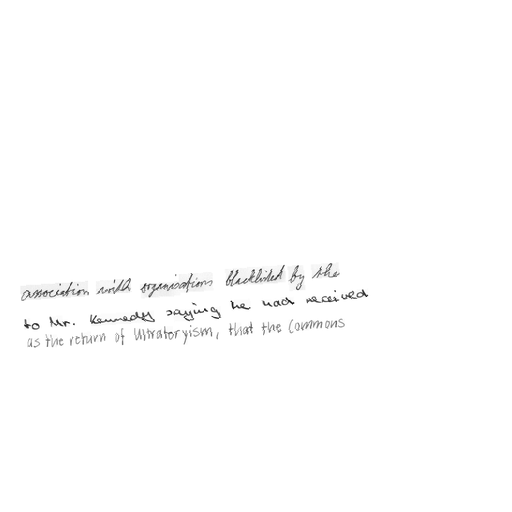 association with organisations blacklisted by the
to Mr. Kennedy saying he had received
as the return of Ultratoryism, that the Commons